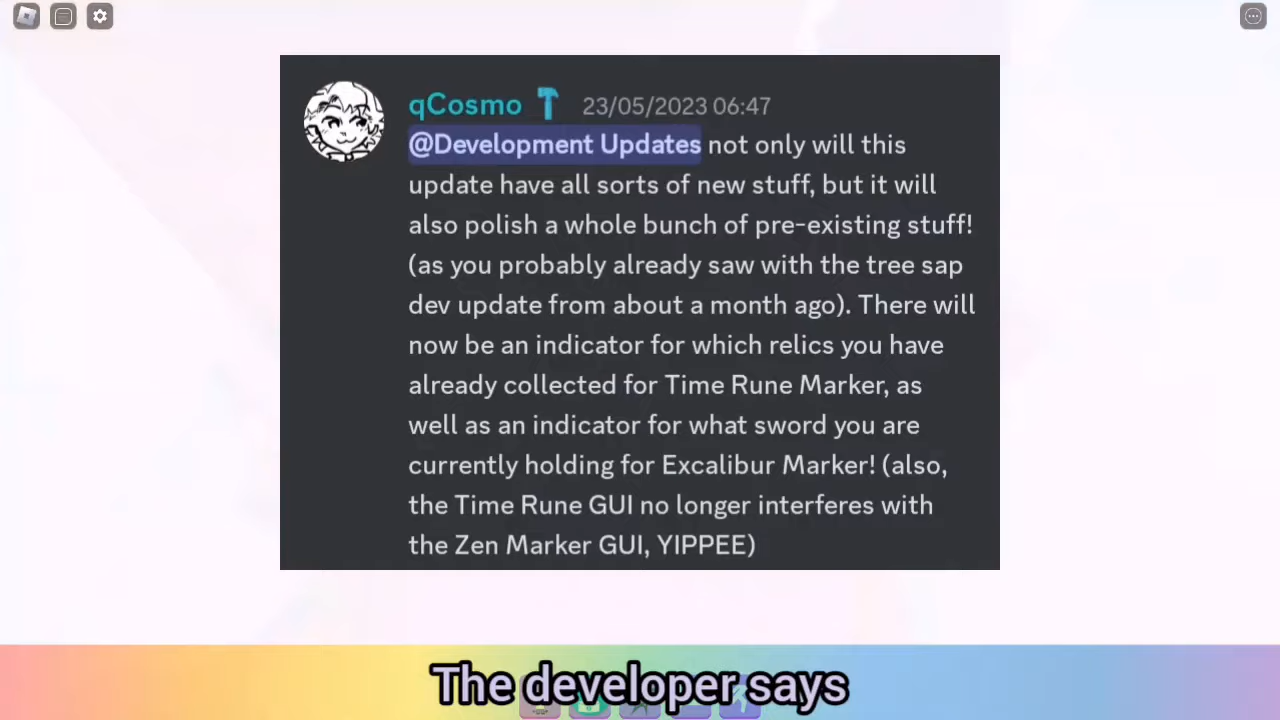 qCosmo 23/05/2023 06:47
@Development Updates not only will this
update have all sorts of new stuff, but it will
also polish a whole bunch of pre-existing stuff!
(as you probably already saw with the tree sap
dev update from about a month ago). There will
now be an indicator for which relics you have
already collected for Time Rune Marker, as
well as an indicator for what sword you are
currently holding for Excalibur Marker! (also,
the Time Rune GUI no longer interferes with
the Zen Marker GUI, YIPPEE)
The developer says